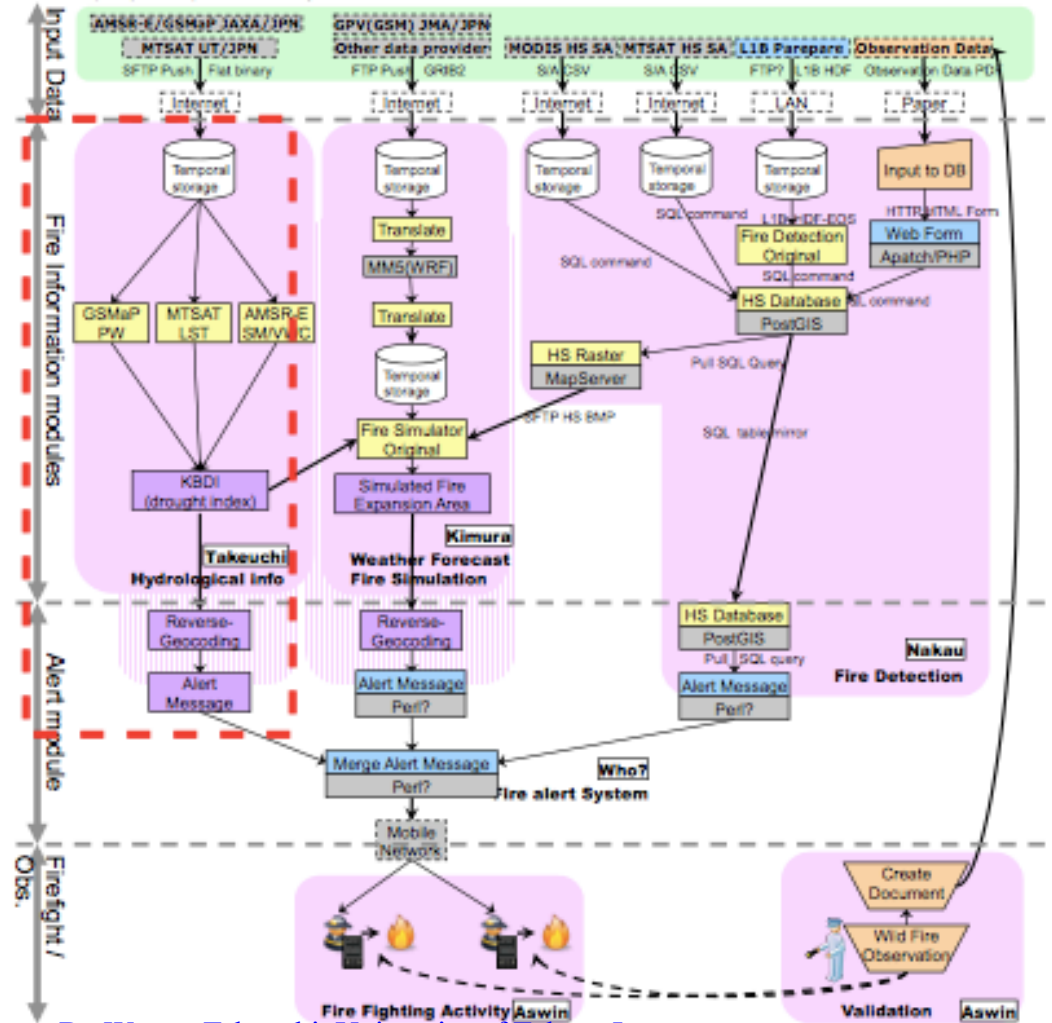 Input Data
AMSR-E/GSMaP JAXA/JPN
MTSAT UT/JPN
SFTP Push Flat binary
Internet
GPV(GSM) JMA/JPN
Other data provider
FTP Push GRIB2
Internet
MODIS HS SA
S/A CSV
Internet
MTSAT HS SA
S/A CSV
Internet
L1B Parepare
FTP? L1B HDF
LAN
Observation Data
Observation Data PDF
Paper
Fire Information modules
Temporal
storage
Temporal
storage
Temporal
storage
Temporal
storage
Temporal
storage
Input to DB
HTTP/HTML Form
Web Form
Apatch/PHP
Translate
MM5(WRF)
Translate
Temporal
storage
SQL command
L1B HDF-EOS
Fire Detection
Original
SQL command
SQL command
SQL command
HS Database
PostGIS
GSMaP
PW
MTSAT
LST
AMSR-E
SM/VWC
HS Raster
MapServer
Pull SQL Query
SFTP HS BMP
SQL table mirror
Fire Simulator
Original
KBDI
(drought index)
Simulated Fire
Expansion Area
Takeuchi
Hydrological info
Kimura
Weather Forecast
Fire Simulation
Alert module
Reverse-
Geocoding
Alert
Message
Reverse-
Geocoding
Alert Message
Perl?
HS Database
PostGIS
Pull SQL query
Alert Message
Perl?
Nakau
Fire Detection
Merge Alert Message
Perl?
Who?
Fire alert System
Mobile
Network
Firefight /
Obs.
Create
Document
Wild Fire
Observation
Fire Fighting Activity Aswin
Validation Aswin